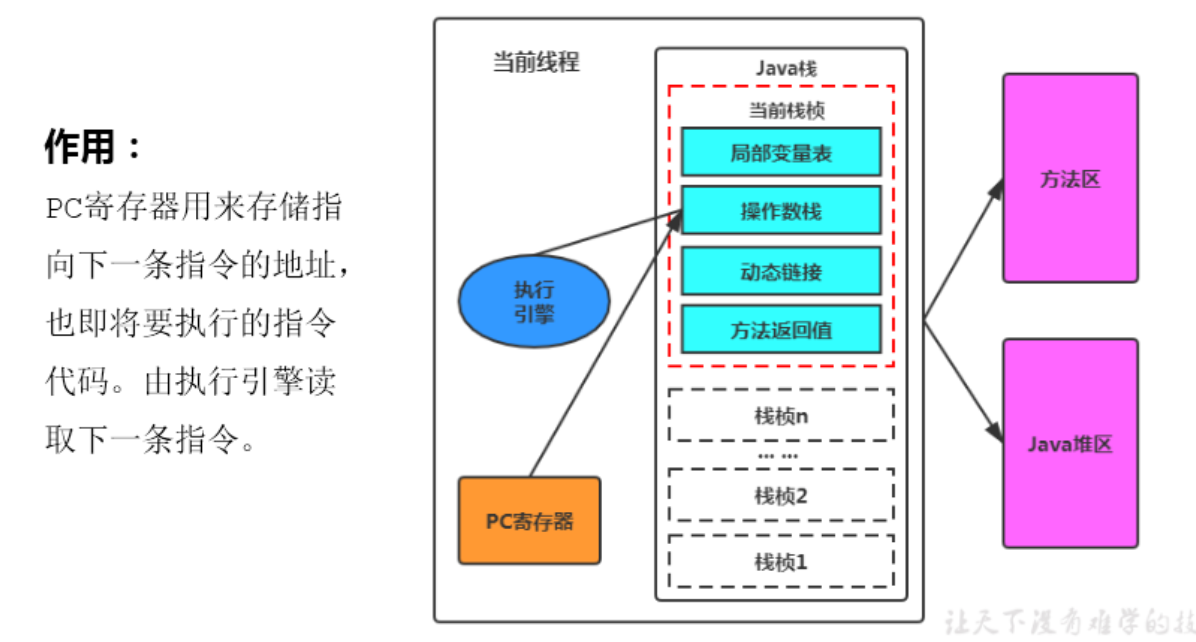 作用：
PC寄存器用来存储指
向下一条指令的地址，
也即将要执行的指令
代码。由执行引擎读
取下一条指令。
当前线程
Java栈
当前栈桢
局部变量表
操作数栈
动态链接
方法返回值
栈桢n
... ...
栈桢2
栈桢1
执行
引擎
PC寄存器
方法区
Java堆区
让天下没有难学的技